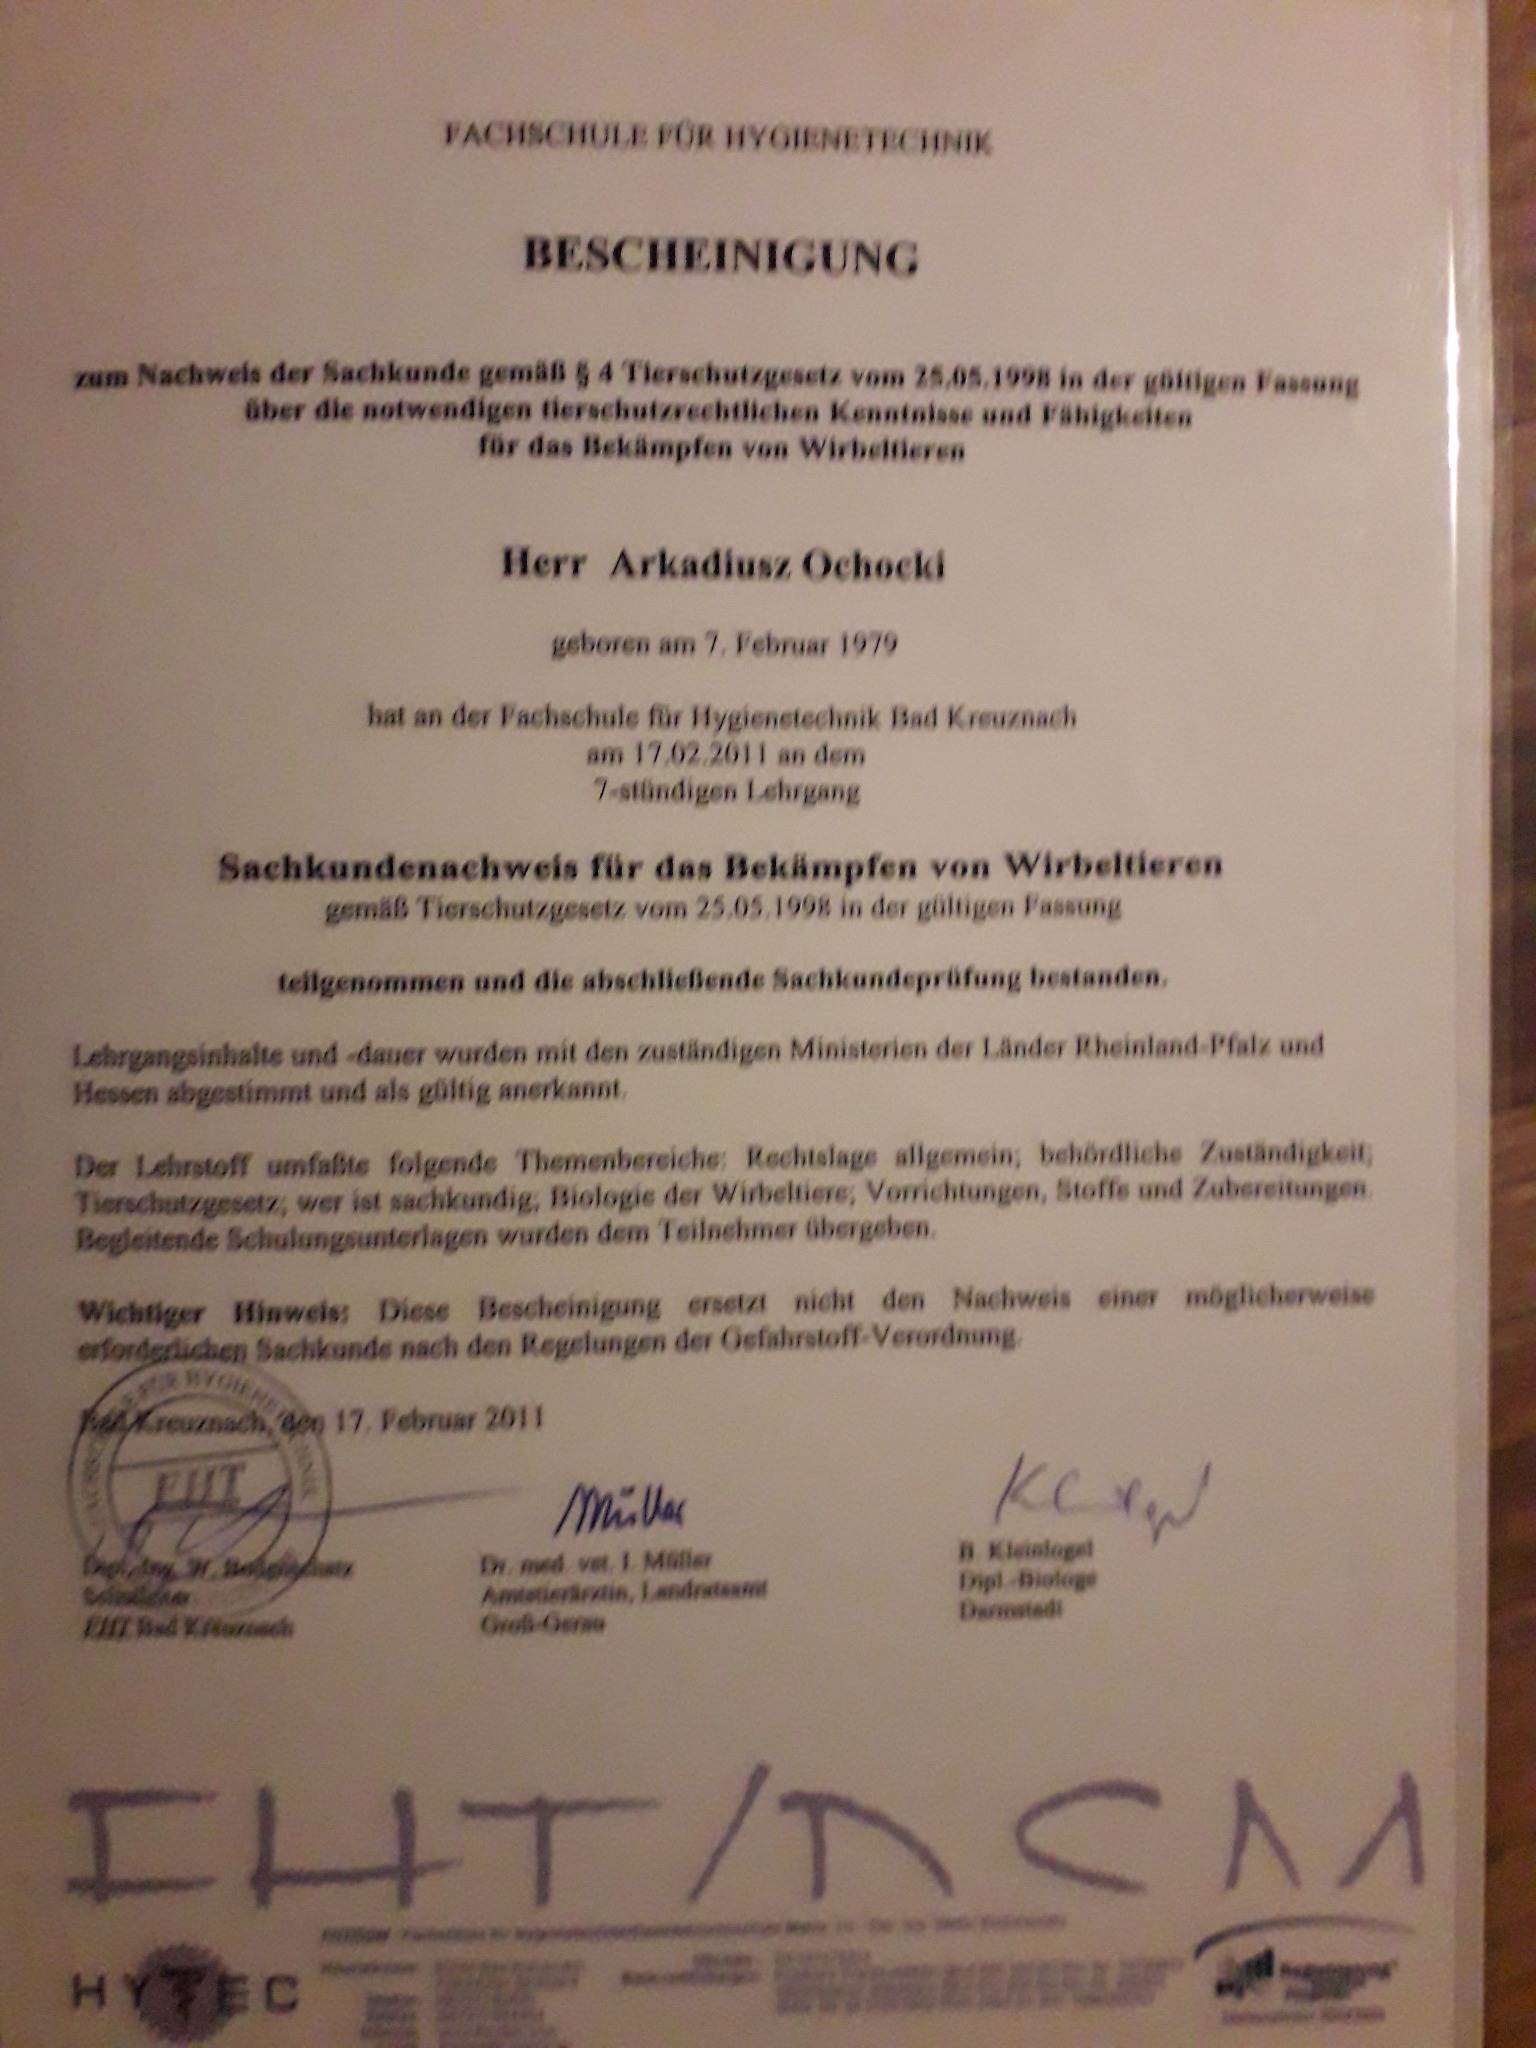 FACHSCHULE FÜR HYGIENETECHNIK
BESCHEINIGUNG
zum Nachweis der Sachkunde gemäß § 4 Tierschutzgesetz vom 25.05.1998 in der gültigen Fassung
über die notwendigen tierschutzrechtlichen Kenntnisse und Fähigkeiten
für das Bekämpfen von Wirbeltieren
Herr Arkadiusz Ochocki
geboren am 7. Februar 1979
hat an der Fachschule für Hygienetechnik Bad Kreuznach
am 17.02.2011 an dem
7-stündigen Lehrgang
Sachkundenachweis für das Bekämpfen von Wirbeltieren
gemäß Tierschutzgesetz vom 25.05.1998 in der gültigen Fassung
teilgenommen und die abschließende Sachkundeprüfung bestanden.
Lehrgangsinhalte und -dauer wurden mit den zuständigen Ministerien der Länder Rheinland-Pfalz und
Hessen abgestimmt und als gültig anerkannt.
Der Lehrstoff umfaßte folgende Themenbereiche: Rechtslage allgemein; behördliche Zuständigkeit;
Tierschutzgesetz; wer ist sachkundig; Biologie der Wirbeltiere; Vorrichtungen, Stoffe und Zubereitungen.
Begleitende Schulungsunterlagen wurden dem Teilnehmer übergeben.
Wichtiger Hinweis: Diese Bescheinigung ersetzt nicht den Nachweis einer möglicherweise
erforderlichen Sachkunde nach den Regelungen der Gefahrstoff-Verordnung.
Bad Kreuznach, den 17. Februar 2011
FHT
Müller
Dipl.-Ing.
Schulleiter
FHT Bad Kreuznach
Dr. med. vet. I. Müller
Amtstierärztin, Landratsamt
Groß-Gerau
B. Kleinlogel
Dipl.-Biologe
Darmstadt
FHT/DCM
HYTEC